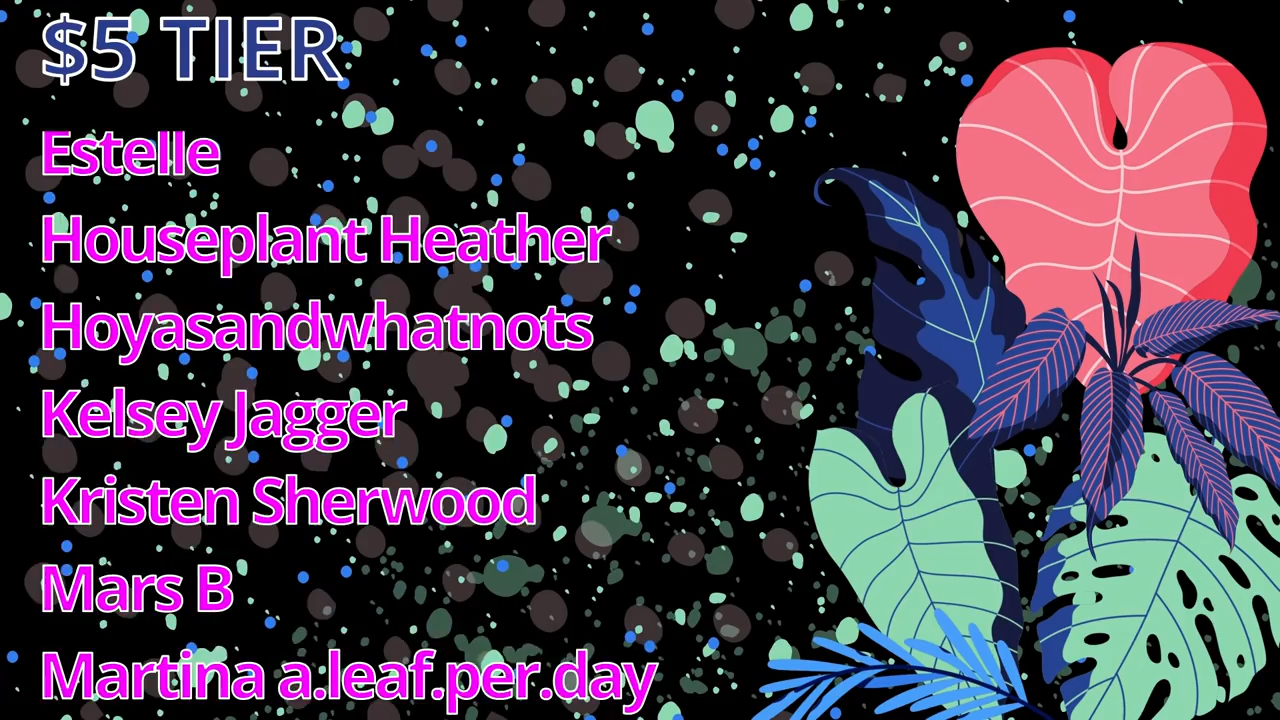 $5 TIER
Estelle
Houseplant Heather
Hoyasandwhatnots
Kelsey Jagger
Kristen Sherwood
Mars B
Martina a.leaf.per.day